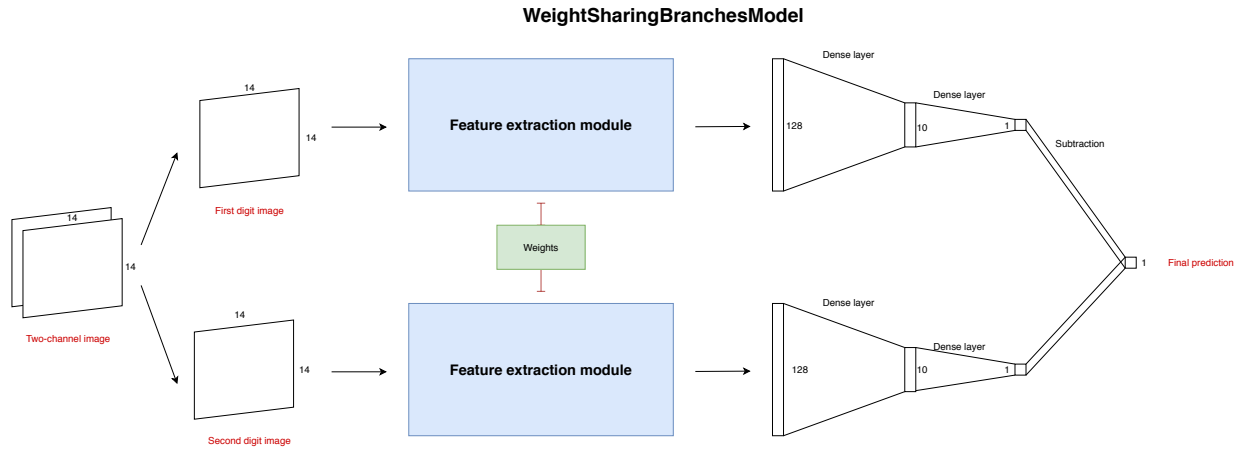 WeightSharingBranchesModel
14
14
Two-channel image
14
14
First digit image
Feature extraction module
Dense layer
128
Dense layer
10
1
Subtraction
Weights
14
14
Second digit image
Feature extraction module
Dense layer
128
Dense layer
10
1
1
Final prediction